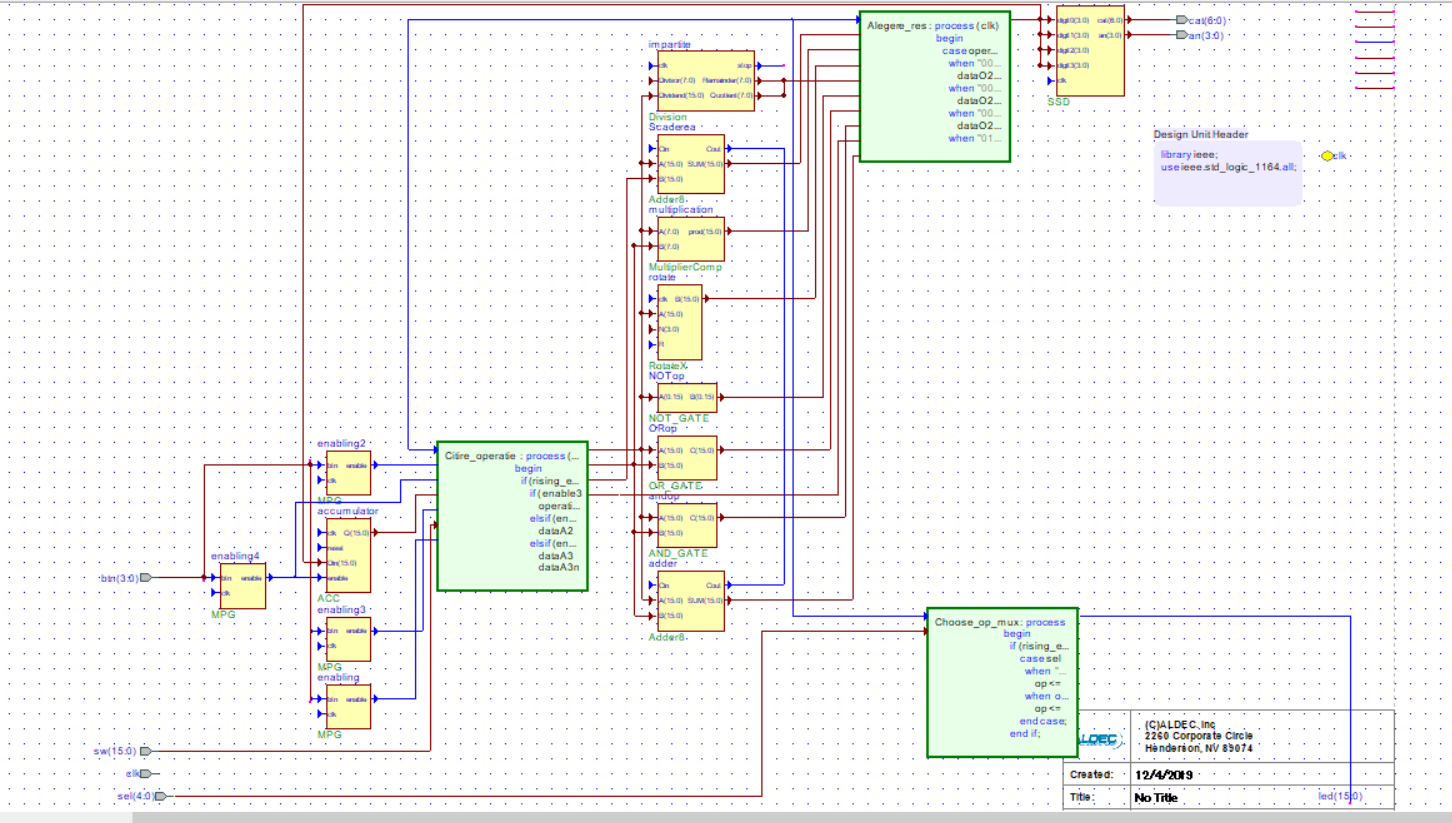 impartite
clk stop
Divisor(7:0) Remainder(7:0)
Dividend(15:0) Quotient(7:0)
Division
Scaderea
Cin Cout
A(15:0) SUM(15:0)
B(15:0)
Adder8
multiplication
A(7:0) prod(15:0)
B(7:0)
MultiplierComp
rotate
clk B(15:0)
A(15:0)
N(3:0)
R
RotateX
NOTop
A(0:15) B(0:15)
NOT_GATE
ORop
A(15:0) C(15:0)
B(15:0)
OR_GATE
andop
A(15:0) C(15:0)
B(15:0)
AND_GATE
adder
Cin Cout
A(15:0) SUM(15:0)
B(15:0)
Adder8
Alegere_res : process (clk)
begin
case oper...
when "00...
dataO2...
when "00...
dataO2...
when "00...
dataO2...
when "01...
digit0(3:0) cat(6:0)
digit1(3:0) an(3:0)
digit2(3:0)
digit3(3:0)
clk
SSD
cat(6:0)
an(3:0)
Design Unit Header
library ieee;
use ieee.std_logic_1164.all;
clk
enabling2
btn enable
clk
MPG
accumulator
clk Q(15:0)
reset
Din(15:0)
enable
ACC
enabling4
btn enable
clk
MPG
enabling3
btn enable
clk
MPG
enabling
btn enable
clk
MPG
btn(3:0)
sw(15:0)
clk
sel(4:0)
Citire_operatie : process (...
begin
if (rising_e...
if (enable3
operati...
elsif (en...
dataA2
elsif (en...
dataA3
dataA3n
Choose_op_mux : process
begin
if (rising_e...
case sel
when "...
op <=
when o...
op <=
end case;
end if;
ALDEC
(C)ALDEC, Inc
2260 Corporate Circle
Henderson, NV 89074
Created: 12/4/2019
Title: No Title
led(15:0)